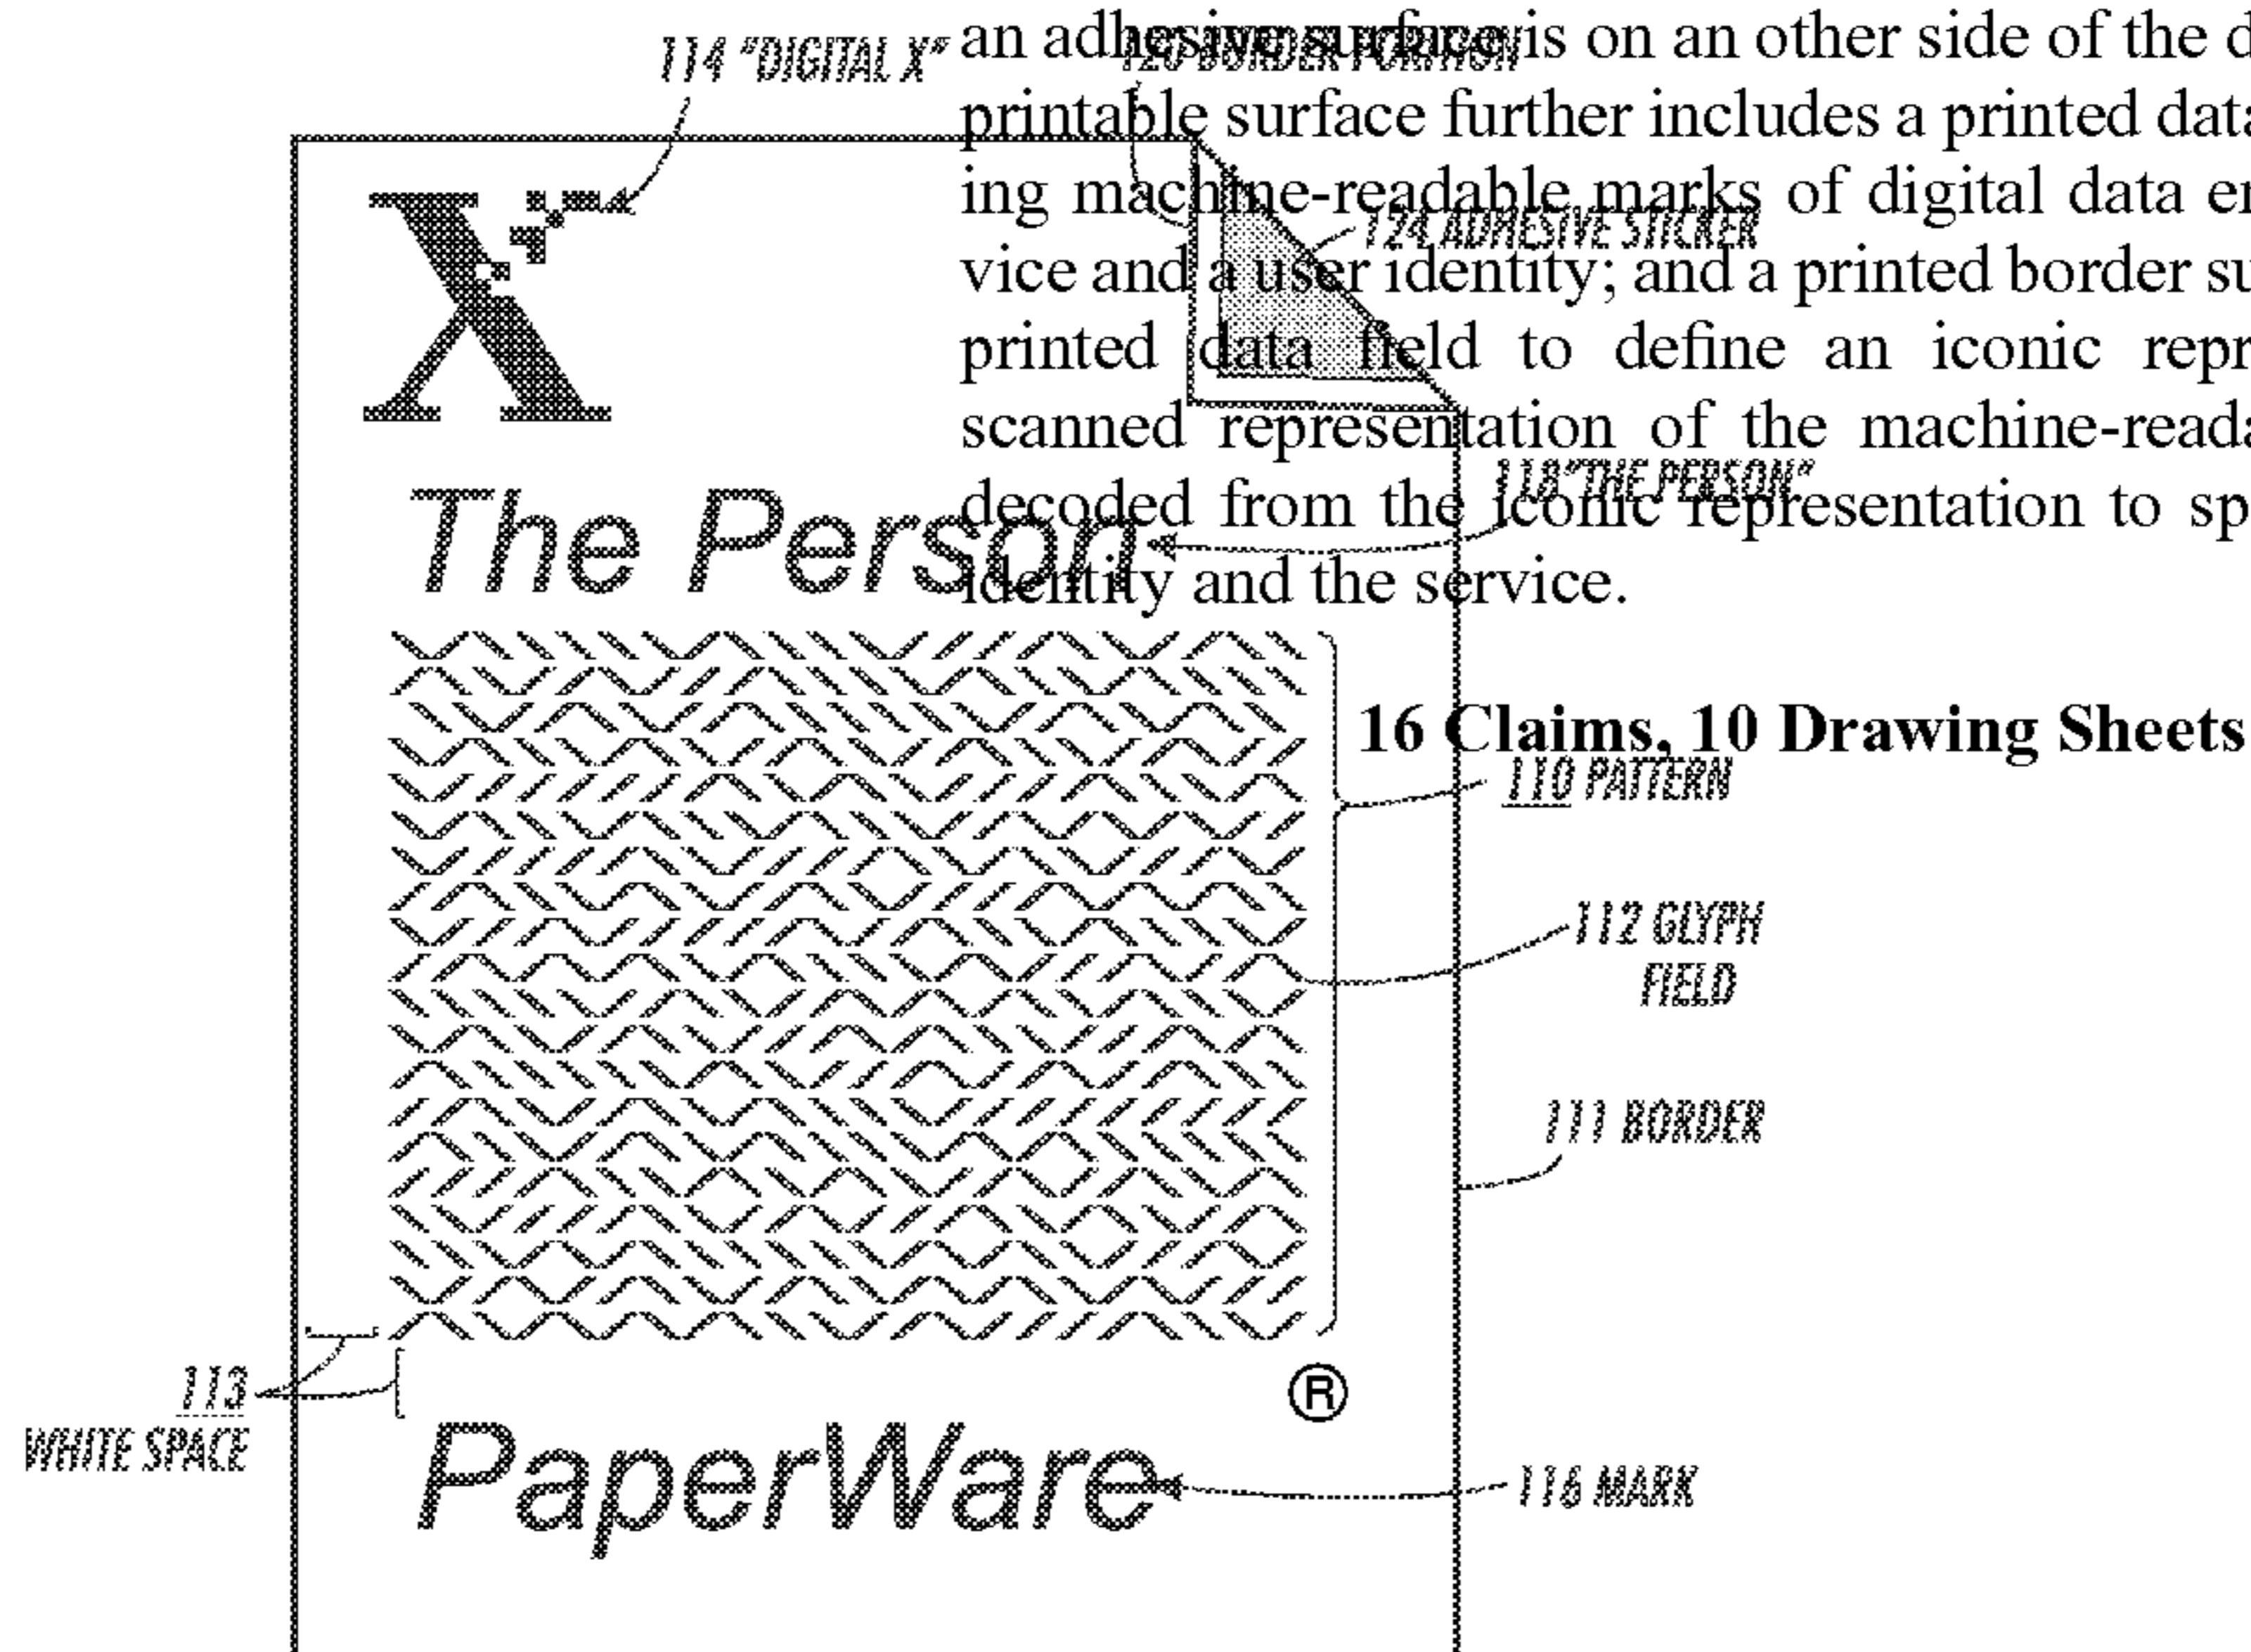 114 "DIGITAL X"
an adhesive surface is on an other side of the d
printable surface further includes a printed data
ing machine-readable marks of digital data en
124 ADHESIVE STICKER
vice and a user identity; and a printed border su
printed data field to define an iconic repr
scanned representation of the machine-reada
118 "THE PERSON"
decoded from the iconic representation to sp
The Person
identity and the service.
16 Claims, 10 Drawing Sheets
110 PATTERN
112 GLYPH
FIELD
111 BORDER
113
WHITE SPACE
®
PaperWare
116 MARK